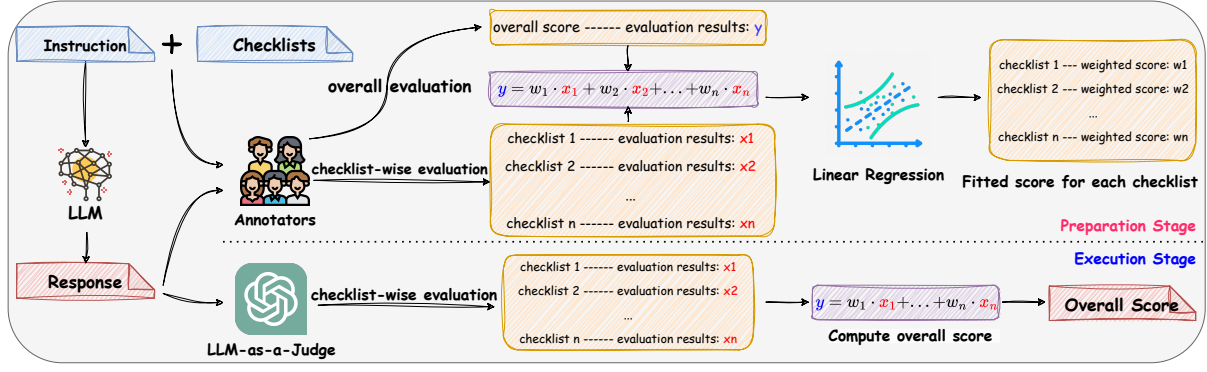 Instruction
+
Checklists
overall score ------ evaluation results: y
overall evaluation
y = w₁ · x₁ + w₂ · x₂+...+wₙ · xₙ
checklist 1 --- weighted score: w1
checklist 2 --- weighted score: w2
...
checklist n --- weighted score: wn
Linear Regression
Fitted score for each checklist
LLM
Annotators
checklist-wise evaluation
checklist 1 ------ evaluation results: x1
checklist 2 ------ evaluation results: x2
...
checklist n ------ evaluation results: xn
Preparation Stage
Execution Stage
Response
LLM-as-a-Judge
checklist-wise evaluation
checklist 1 ------ evaluation results: x1
checklist 2 ------ evaluation results: x2
...
checklist n ------ evaluation results: xn
y = w₁ · x₁+...+wₙ · xₙ
Compute overall score
Overall Score